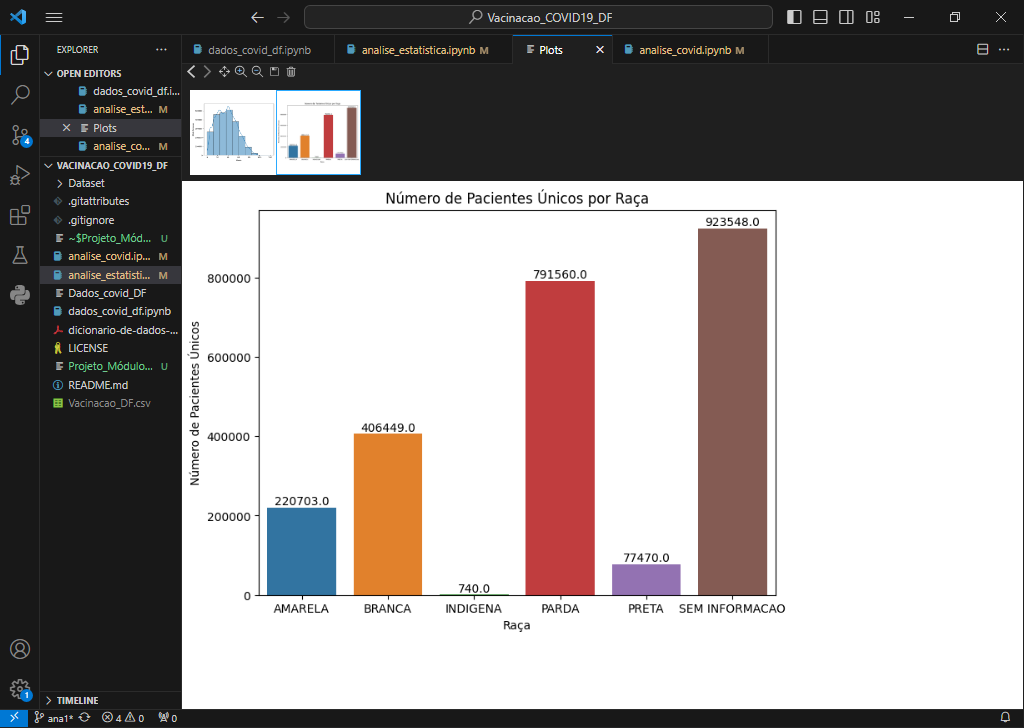 Vacinacao_COVID19_DF
EXPLORER
OPEN EDITORS
dados_covid_df.i...
analise_est... M
Plots
analise_co... M
VACINACAO_COVID19_DF
Dataset
.gitattributes
.gitignore
~$Projeto_Mód... U
analise_covid.ip... M
analise_estatisti... M
Dados_covid_DF
dados_covid_df.ipynb
dicionario-de-dados-...
LICENSE
Projeto_Módulo... U
README.md
Vacinacao_DF.csv
TIMELINE
4
1
dados_covid_df.ipynb
analise_estatistica.ipynb M
Plots
analise_covid.ipynb M
Número de Pacientes Únicos por Raça
Número de Pacientes Únicos
800000
600000
400000
200000
0
220703.0
406449.0
740.0
791560.0
77470.0
923548.0
AMARELA
BRANCA
INDIGENA
PARDA
PRETA
SEM INFORMACAO
Raça
ana1* 4 0 0